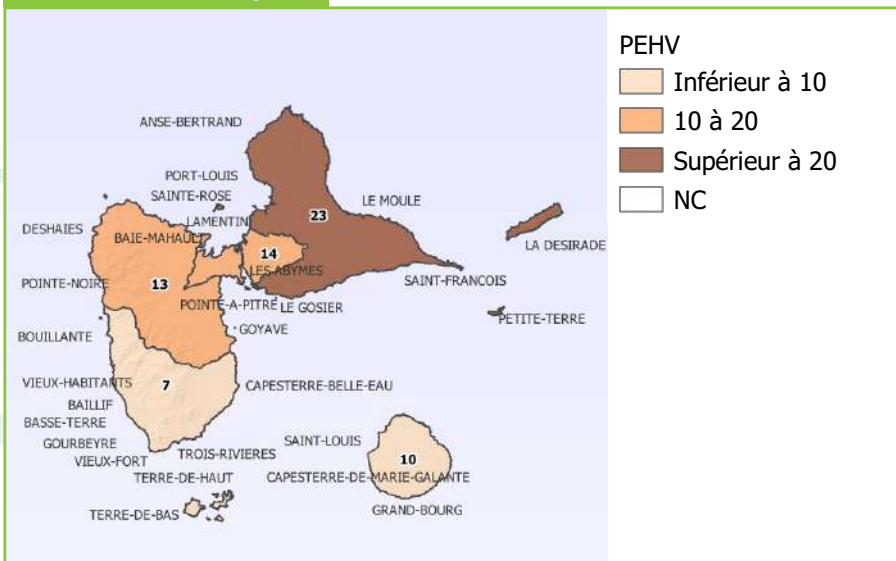 PEHV
Inférieur à 10
10 à 20
Supérieur à 20
NC
ANSE-BERTRAND
PORT-LOUIS
SAINTE-ROSE
LE MOULE
LAMENTIN
23
DESHAIES
BAIE-MAHAULT
LA DESIRADE
14
LES ABYMES
SAINT-FRANCOIS
POINTE-NOIRE
13
POINTE-A-PITRE
LE GOSIER
PETITE-TERRE
GOYAVE
BOUILLANTE
VIEUX-HABITANTS
7
CAPESTERRE-BELLE-EAU
BAILLIF
BASSE-TERRE
GOURBEYRE
SAINT-LOUIS
TROIS-RIVIERES
VIEUX-FORT
10
TERRE-DE-HAUT
CAPESTERRE-DE-MARIE-GALANTE
TERRE-DE-BAS
GRAND-BOURG